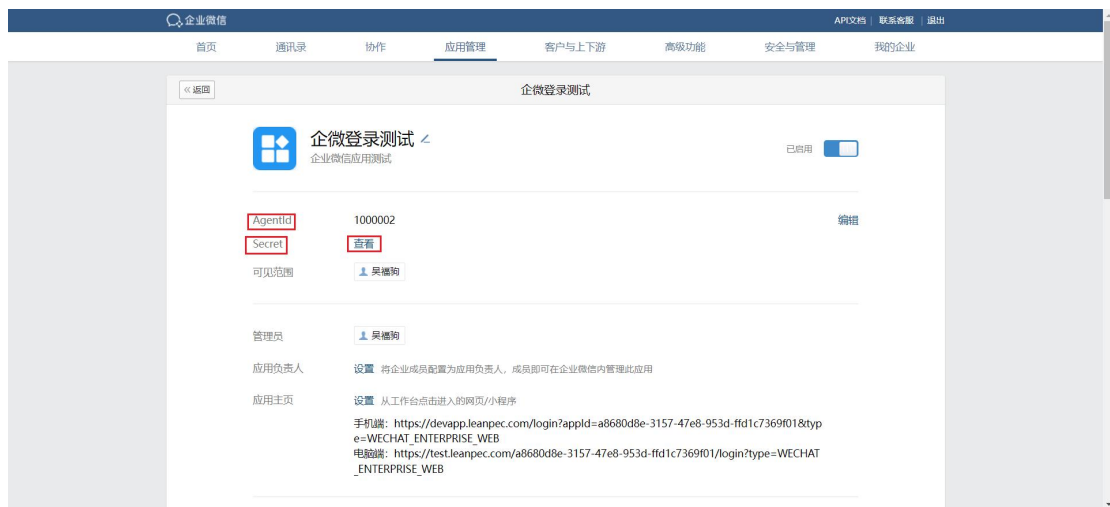 企业微信
API文档 | 联系客服 | 退出
首页 通讯录 协作 应用管理 客户与上下游 高级功能 安全与管理 我的企业
« 返回 企微登录测试
企微登录测试
企业微信应用测试
已启用
AgentId 1000002 编辑
Secret 查看
可见范围 吴福驹
管理员 吴福驹
应用负责人 设置 将企业成员配置为应用负责人，成员即可在企业微信内管理此应用
应用主页 设置 从工作台点击进入的网页/小程序
手机端：https://devapp.leanpec.com/login?appId=a8680d8e-3157-47e8-953d-ffd1c7369f01&typ
e=WECHAT_ENTERPRISE_WEB
电脑端：https://test.leanpec.com/a8680d8e-3157-47e8-953d-ffd1c7369f01/login?type=WECHAT
_ENTERPRISE_WEB